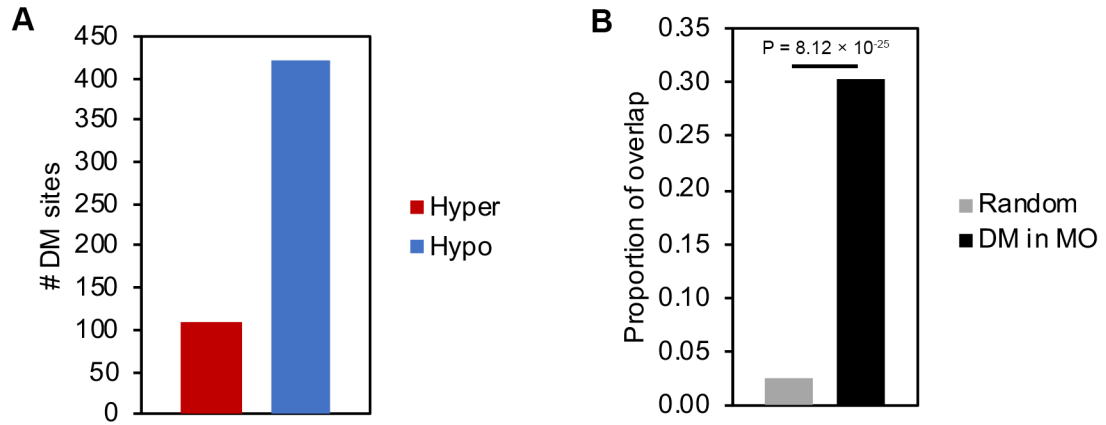 A
450
400
350
300
250
200
150
100
50
0
# DM sites
Hyper
Hypo
B
0.35
0.30
0.25
0.20
0.15
0.10
0.05
0.00
Proportion of overlap
P = 8.12 × 10⁻²⁵
Random
DM in MO